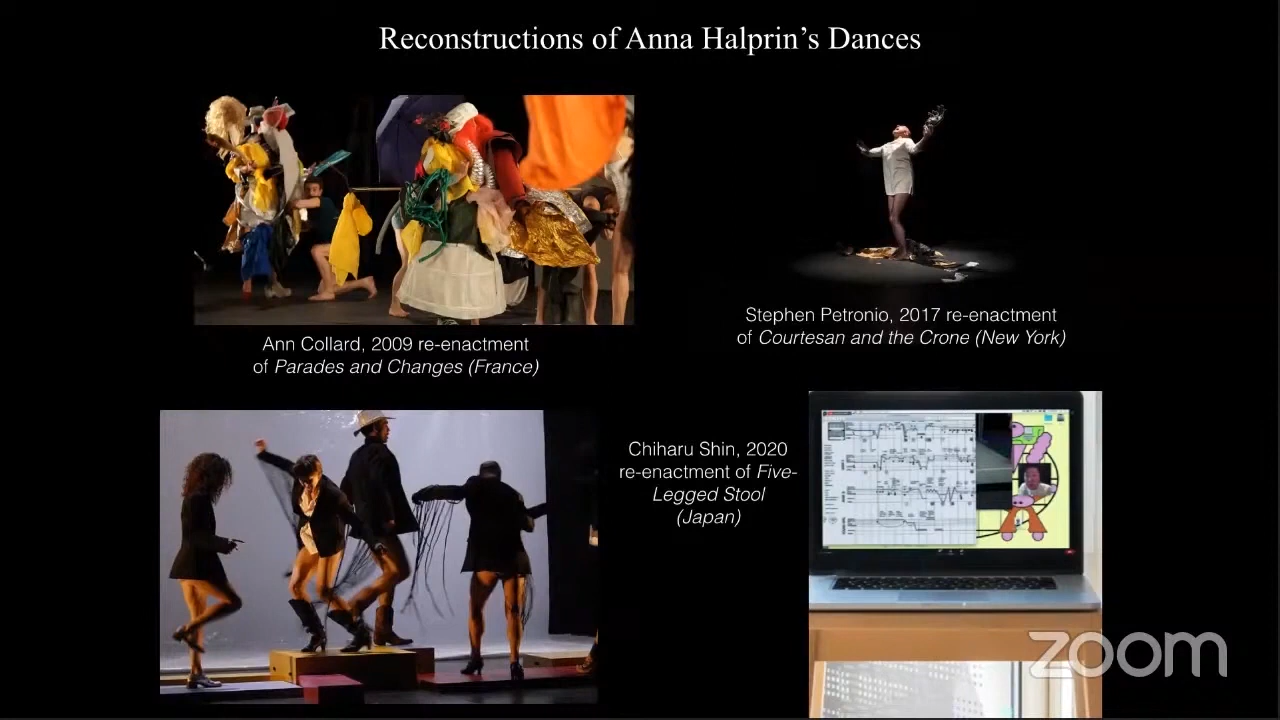 Reconstructions of Anna Halprin’s Dances
Ann Collard, 2009 re-enactment
of Parades and Changes (France)
Stephen Petronio, 2017 re-enactment
of Courtesan and the Crone (New York)
Chiharu Shin, 2020
re-enactment of Five-
Legged Stool
(Japan)
zoom